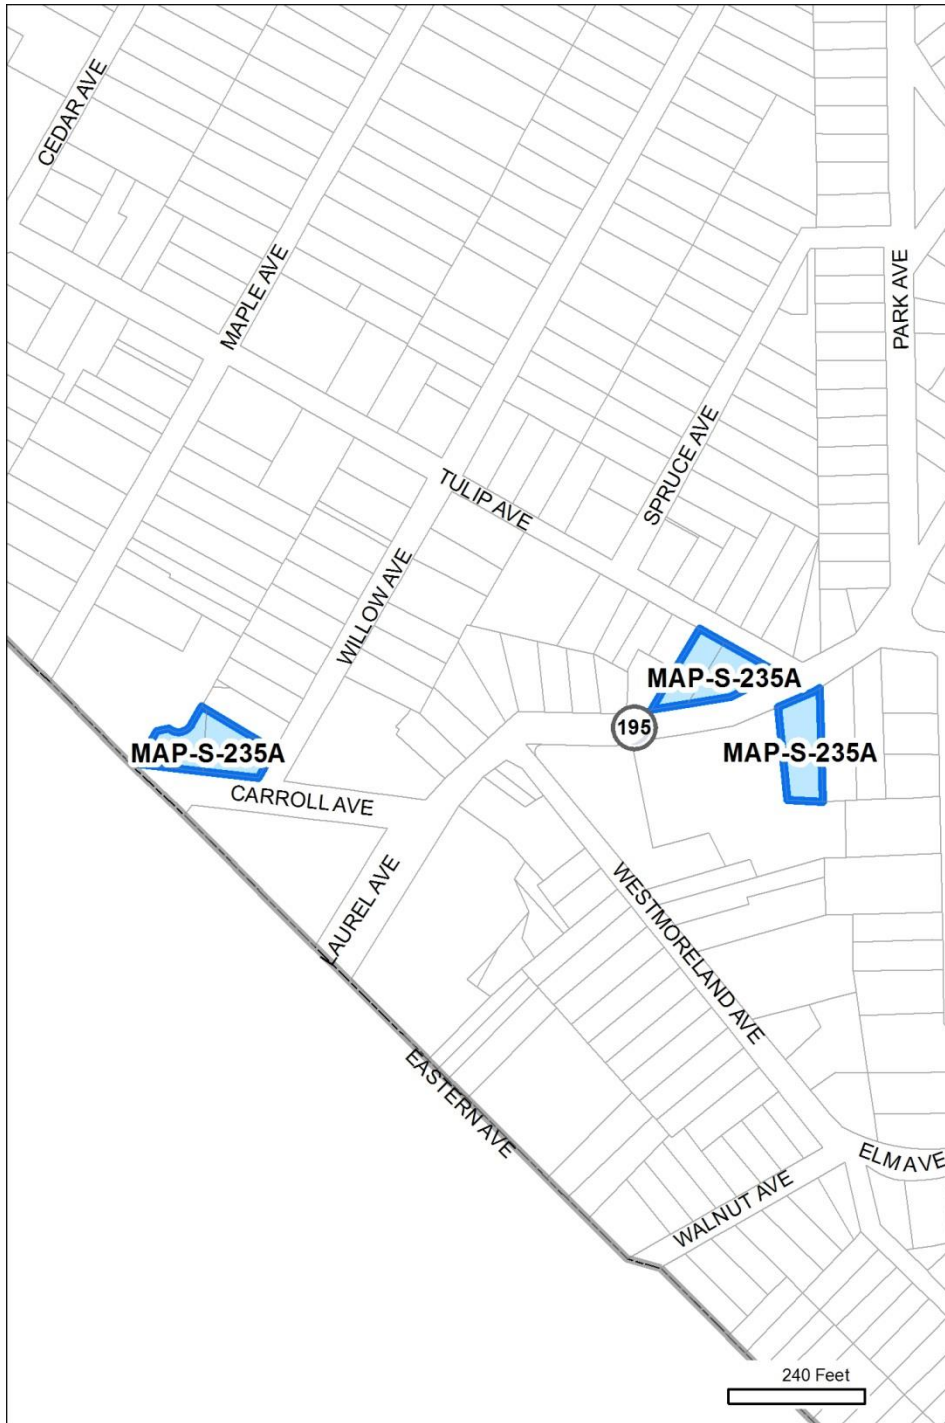 CEDAR AVE
MAPLE AVE
PARK AVE
SPRUCE AVE
TULIP AVE
WILLOW AVE
MAP-S-235A
195
MAP-S-235A
MAP-S-235A
CARROLL AVE
LAUREL AVE
WESTMORELAND AVE
EASTERN AVE
ELM AVE
WALNUT AVE
240 Feet